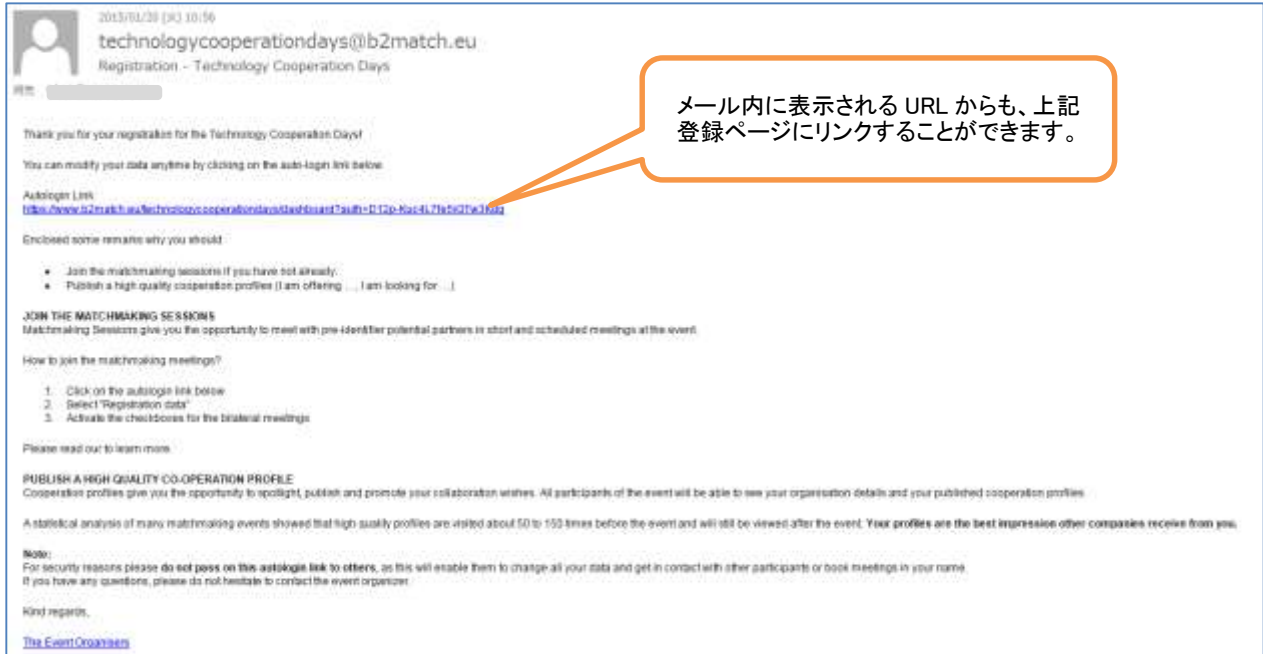 2015/01/20 (火) 10:56
technologycooperationdays@b2match.eu
Registration - Technology Cooperation Days
宛先
メール内に表示される URL からも、上記
登録ページにリンクすることができます。
Thank you for your registration for the Technology Cooperation Days!
You can modify your data anytime by clicking on the auto-login link below.
Autologin Link
Enclosed some remarks why you should
• Join the matchmaking sessions if you have not already.
• Publish a high quality cooperation profiles (I am offering ..., I am looking for ...)
JOIN THE MATCHMAKING SESSIONS
Matchmaking Sessions give you the opportunity to meet with pre-identifier potential partners in short and scheduled meetings at the event.
How to join the matchmaking meetings?
1. Click on the autologin link below
2. Select "Registration data"
3. Activate the checkboxes for the bilateral meetings
Please read our to learn more.
PUBLISH A HIGH QUALITY CO-OPERATION PROFILE
Cooperation profiles give you the opportunity to spotlight, publish and promote your collaboration wishes. All participants of the event will be able to see your organisation details and your published cooperation profiles.
A statistical analysis of many matchmaking events showed that high quality profiles are visited about 50 to 150 times before the event and will still be viewed after the event. Your profiles are the best impression other companies receive from you.
Note:
For security reasons please do not pass on this autologin link to others, as this will enable them to change all your data and get in contact with other participants or book meetings in your name.
If you have any questions, please do not hesitate to contact the event organizer.
Kind regards,
The Event Organisers